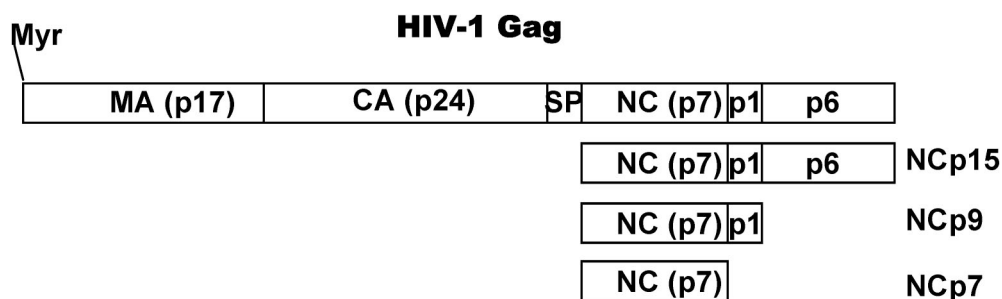 HIV-1 Gag
Myr
MA (p17) CA (p24) SP NC (p7) p1 p6
NC (p7) p1 p6 NCp15
NC (p7) p1 NCp9
NC (p7) NCp7